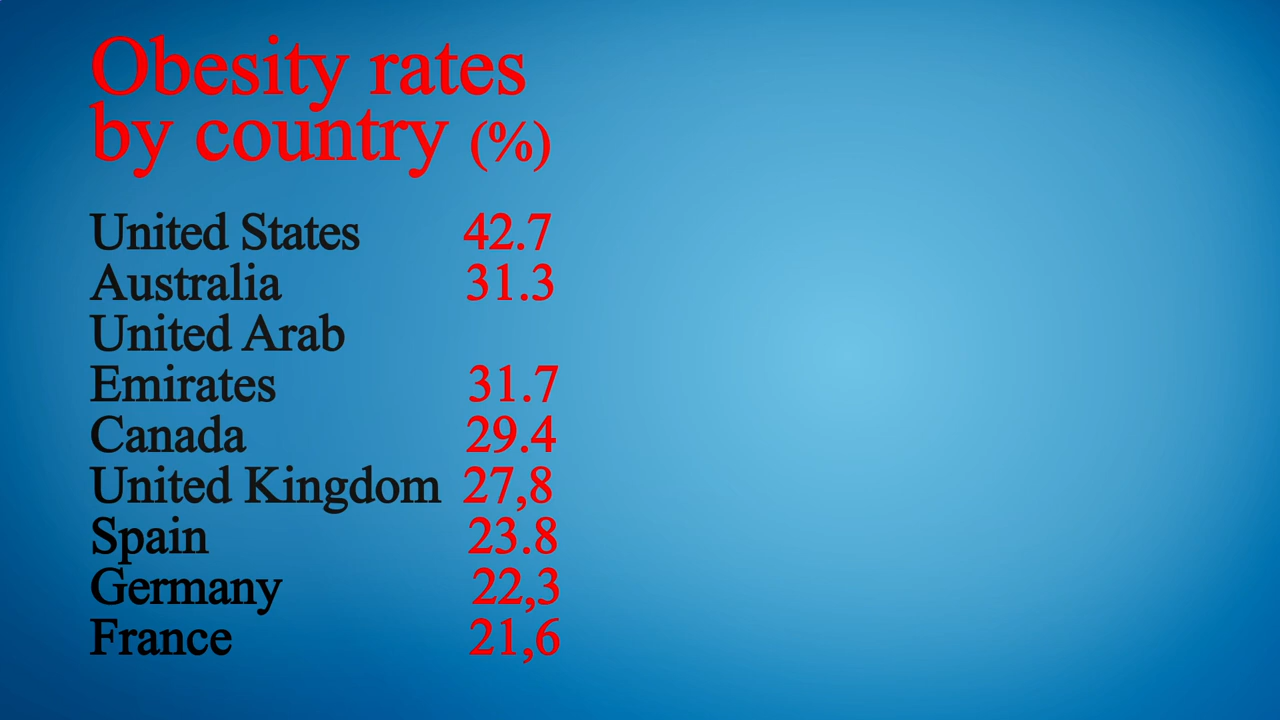 Obesity rates
by country (%)
United States 42.7
Australia 31.3
United Arab
Emirates 31.7
Canada 29.4
United Kingdom 27,8
Spain 23.8
Germany 22,3
France 21,6